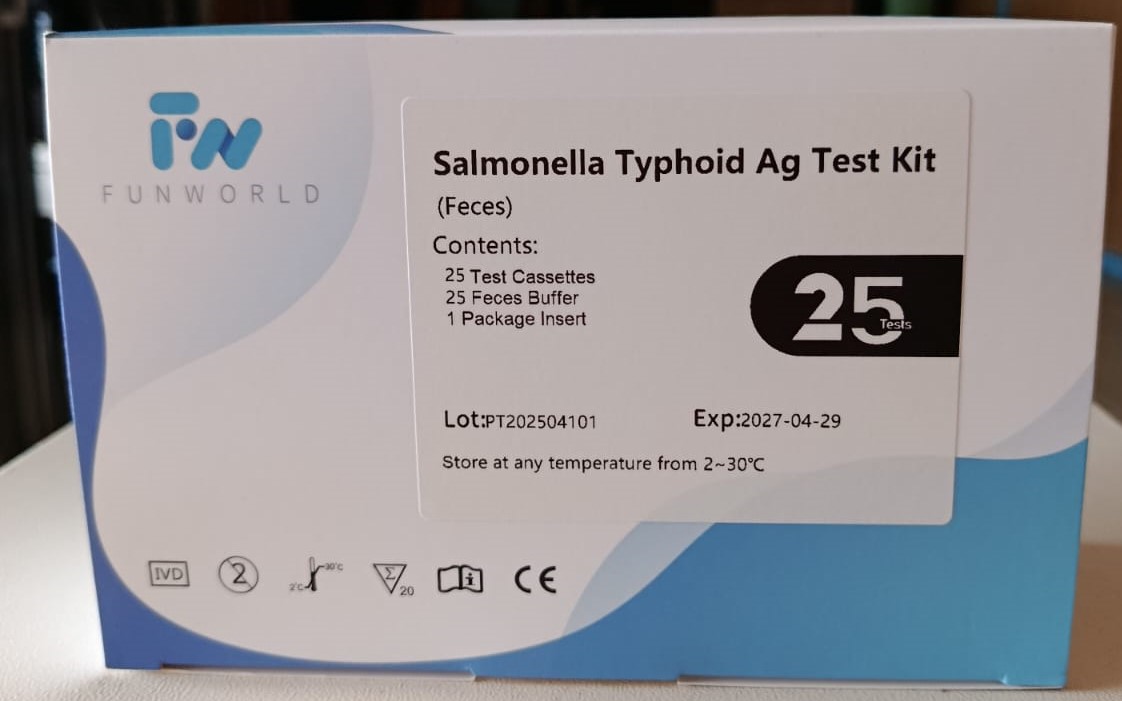 FUNWORLD
Salmonella Typhoid Ag Test Kit
(Feces)
Contents:
25 Test Cassettes
25 Feces Buffer
1 Package Insert
25 Tests
Lot:PT202504101 Exp:2027-04-29
Store at any temperature from 2~30℃
IVD 2 2°C 30°C Σ 20 i CE